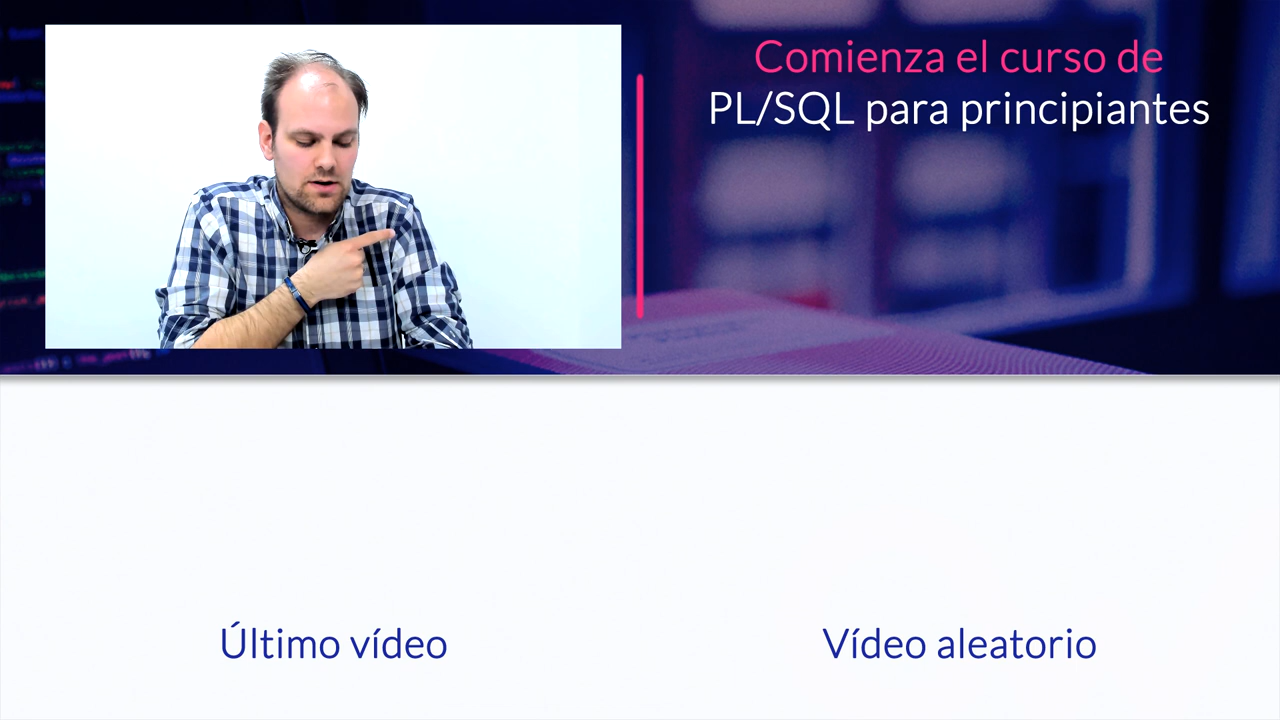 Comienza el curso de
PL/SQL para principiantes
Último vídeo
Vídeo aleatorio